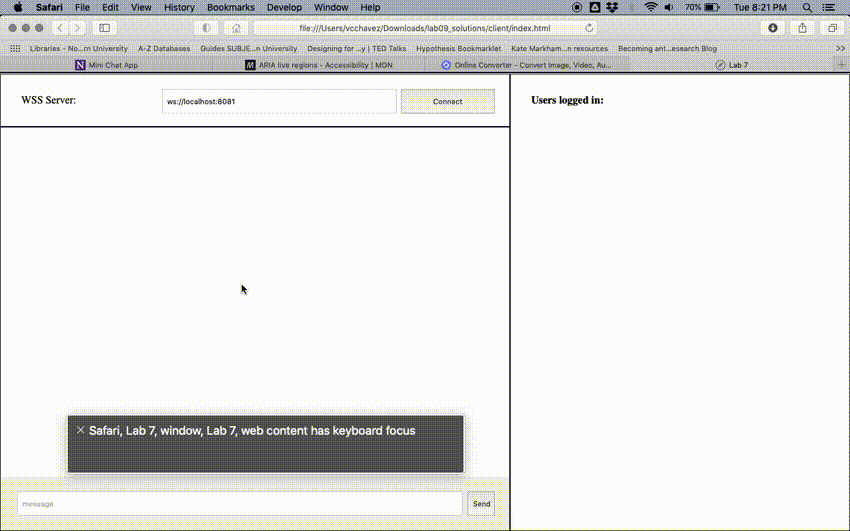 Safari File Edit View History Bookmarks Develop Window Help 70% Tue 8:21 PM
file:///Users/vcchavez/Downloads/lab09_solutions/client/index.html
Libraries - No...rn University A-Z Databases Guides SUBJE...n University Designing for ...y | TED Talks Hypothesis Bookmarklet Kate Markham...n resources Becoming ant...esearch Blog >>
N Mini Chat App M ARIA live regions - Accessibility | MDN Online Converter - Convert Image, Video, Au... Lab 7 +
WSS Server: ws://localhost:8081 Connect Users logged in:
× Safari, Lab 7, window, Lab 7, web content has keyboard focus
message Send